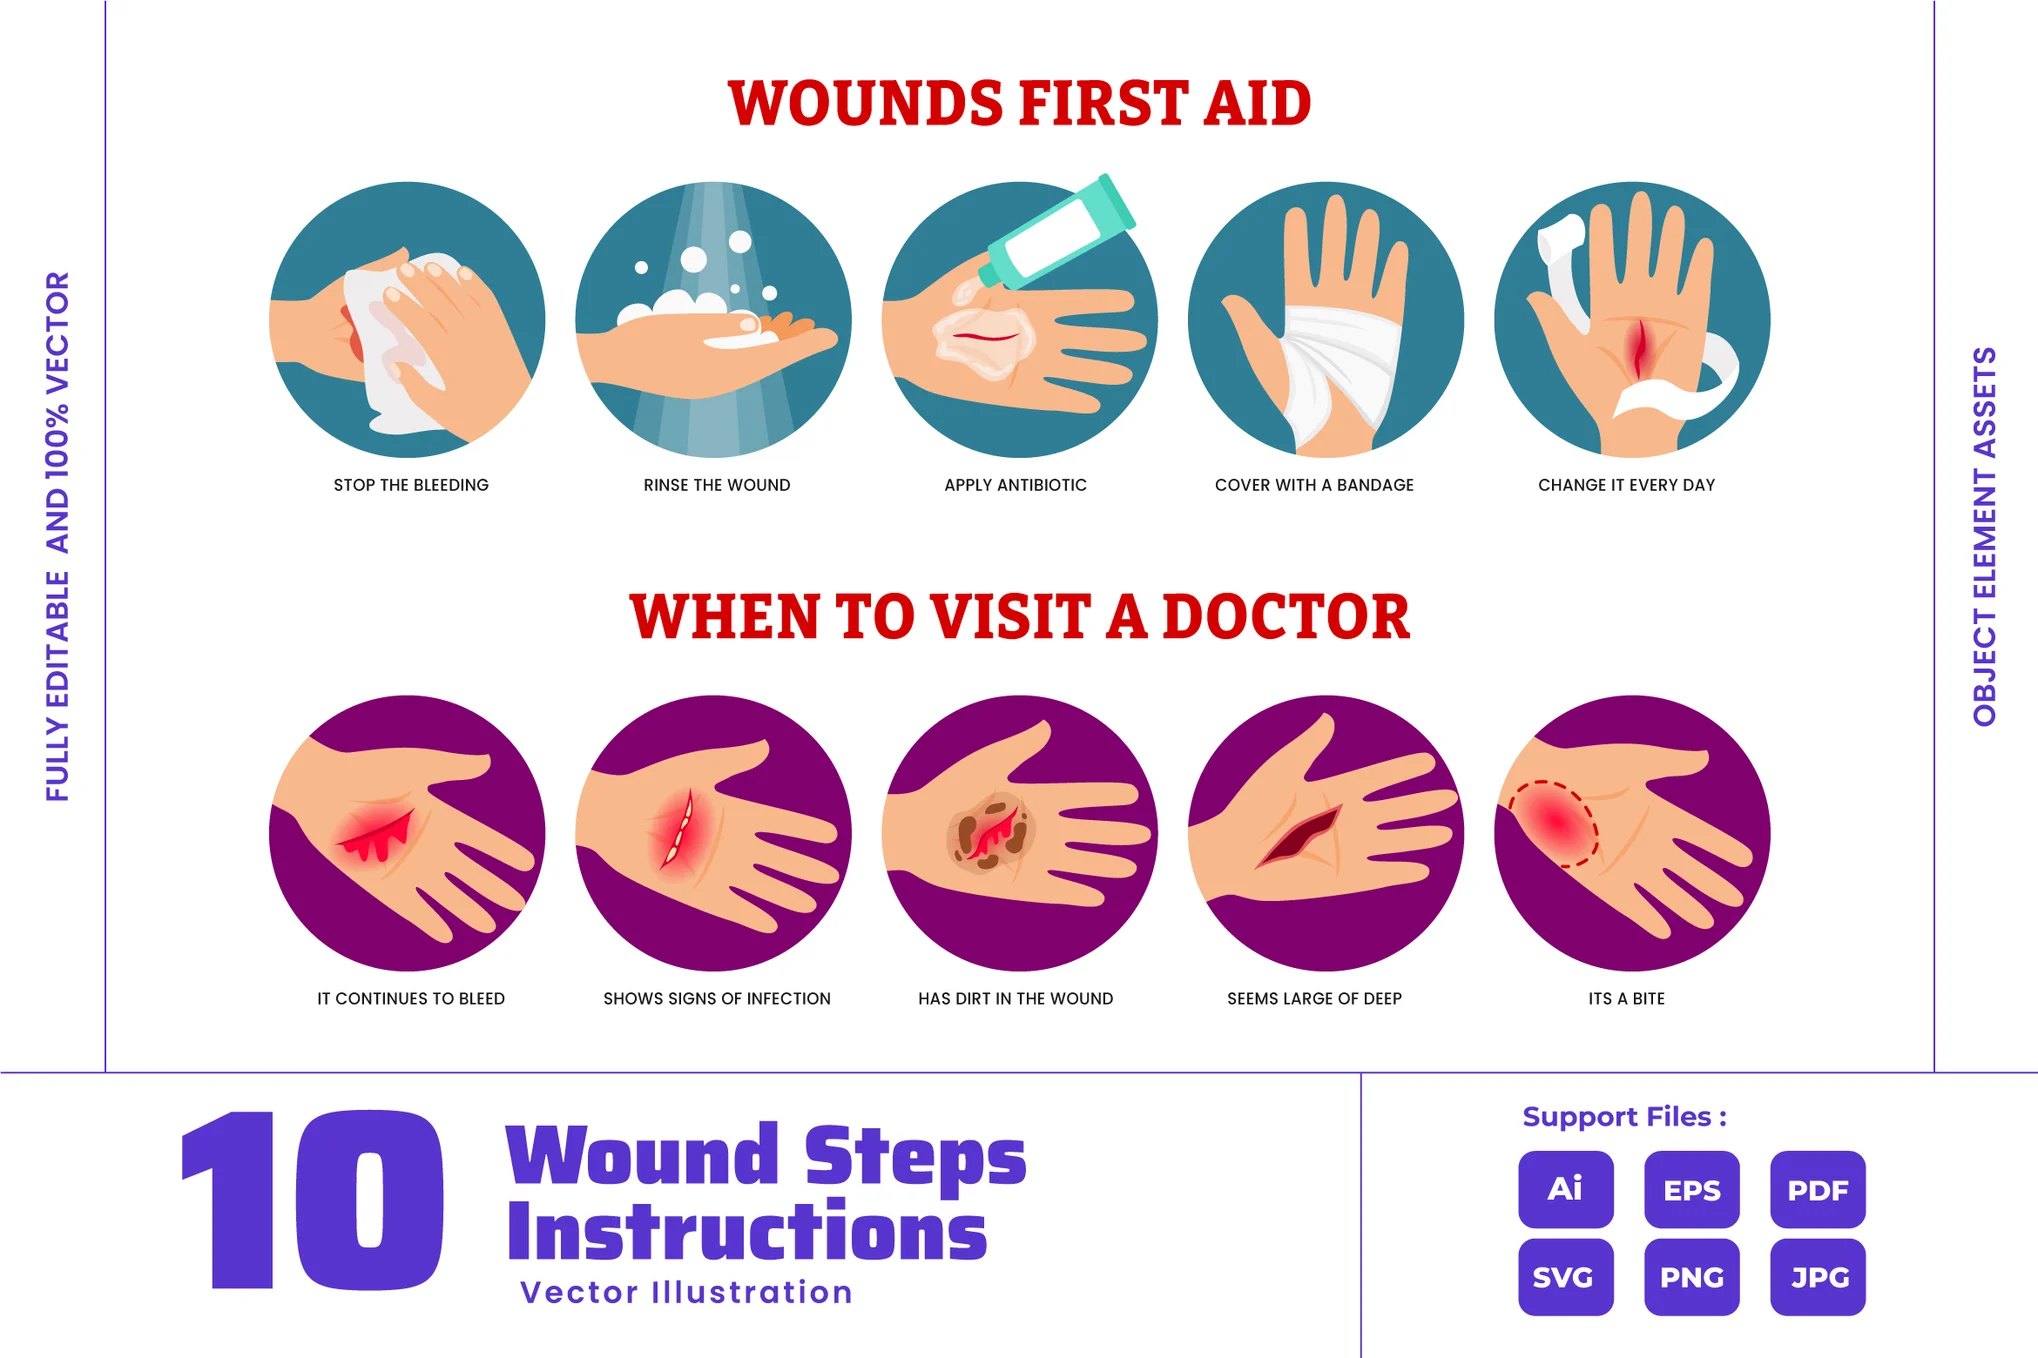 WOUNDS FIRST AID
STOP THE BLEEDING
RINSE THE WOUND
APPLY ANTIBIOTIC
COVER WITH A BANDAGE
CHANGE IT EVERY DAY
WHEN TO VISIT A DOCTOR
IT CONTINUES TO BLEED
SHOWS SIGNS OF INFECTION
HAS DIRT IN THE WOUND
SEEMS LARGE OF DEEP
ITS A BITE
FULLY EDITABLE AND 100% VECTOR
OBJECT ELEMENT ASSETS
10
Wound Steps
Instructions
Vector Illustration
Support Files :
Ai
EPS
PDF
SVG
PNG
JPG